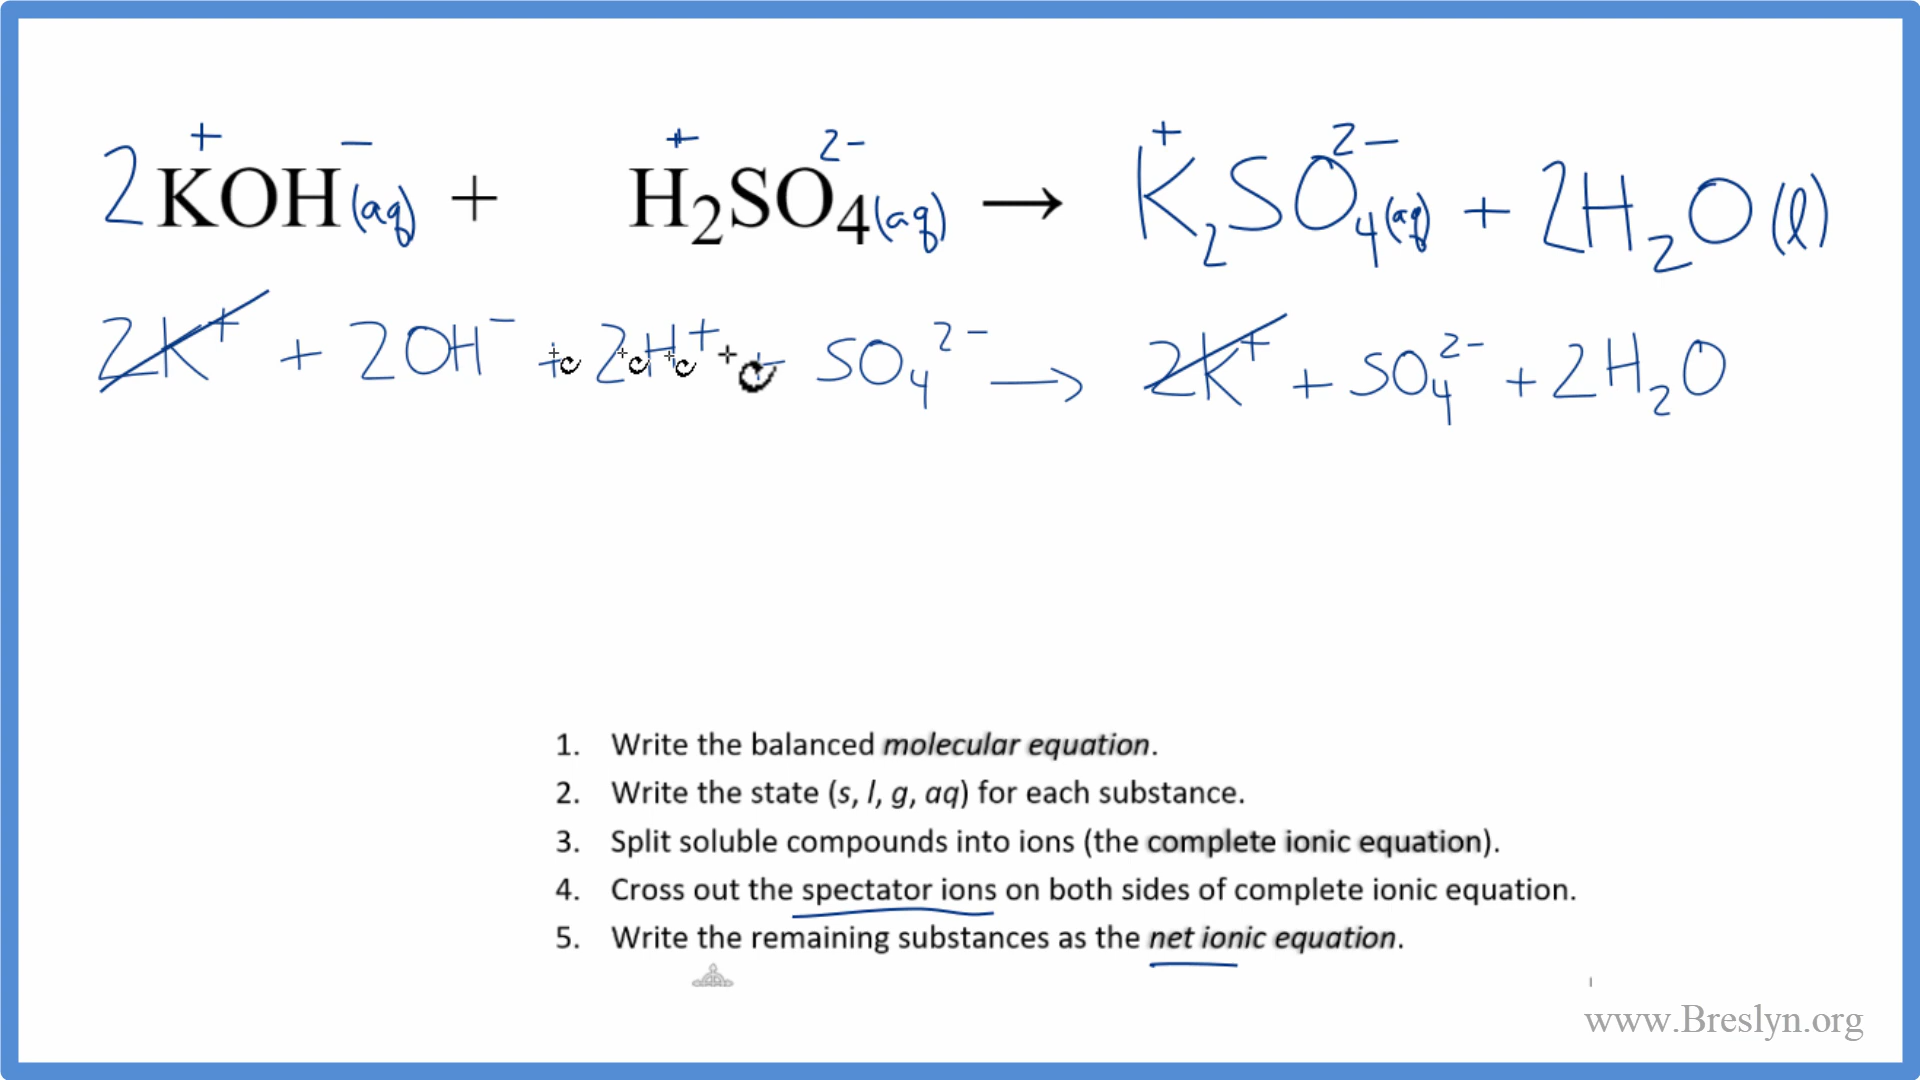 2KOH(aq) + H₂SO₄(aq) → K₂SO₄(aq) + 2H₂O(l)
+ − + 2− + 2−
2K⁺ + 2OH⁻ + 2H⁺ + SO₄²⁻ → 2K⁺ + SO₄²⁻ + 2H₂O
1. Write the balanced molecular equation.
2. Write the state (s, l, g, aq) for each substance.
3. Split soluble compounds into ions (the complete ionic equation).
4. Cross out the spectator ions on both sides of complete ionic equation.
5. Write the remaining substances as the net ionic equation.
www.Breslyn.org